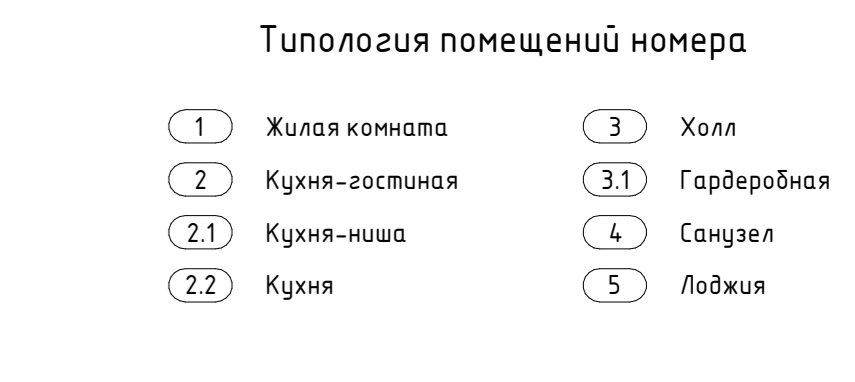 Типология помещений номера
1 Жилая комната
2 Кухня-гостиная
2.1 Кухня-ниша
2.2 Кухня
3 Холл
3.1 Гардеробная
4 Санузел
5 Лоджия